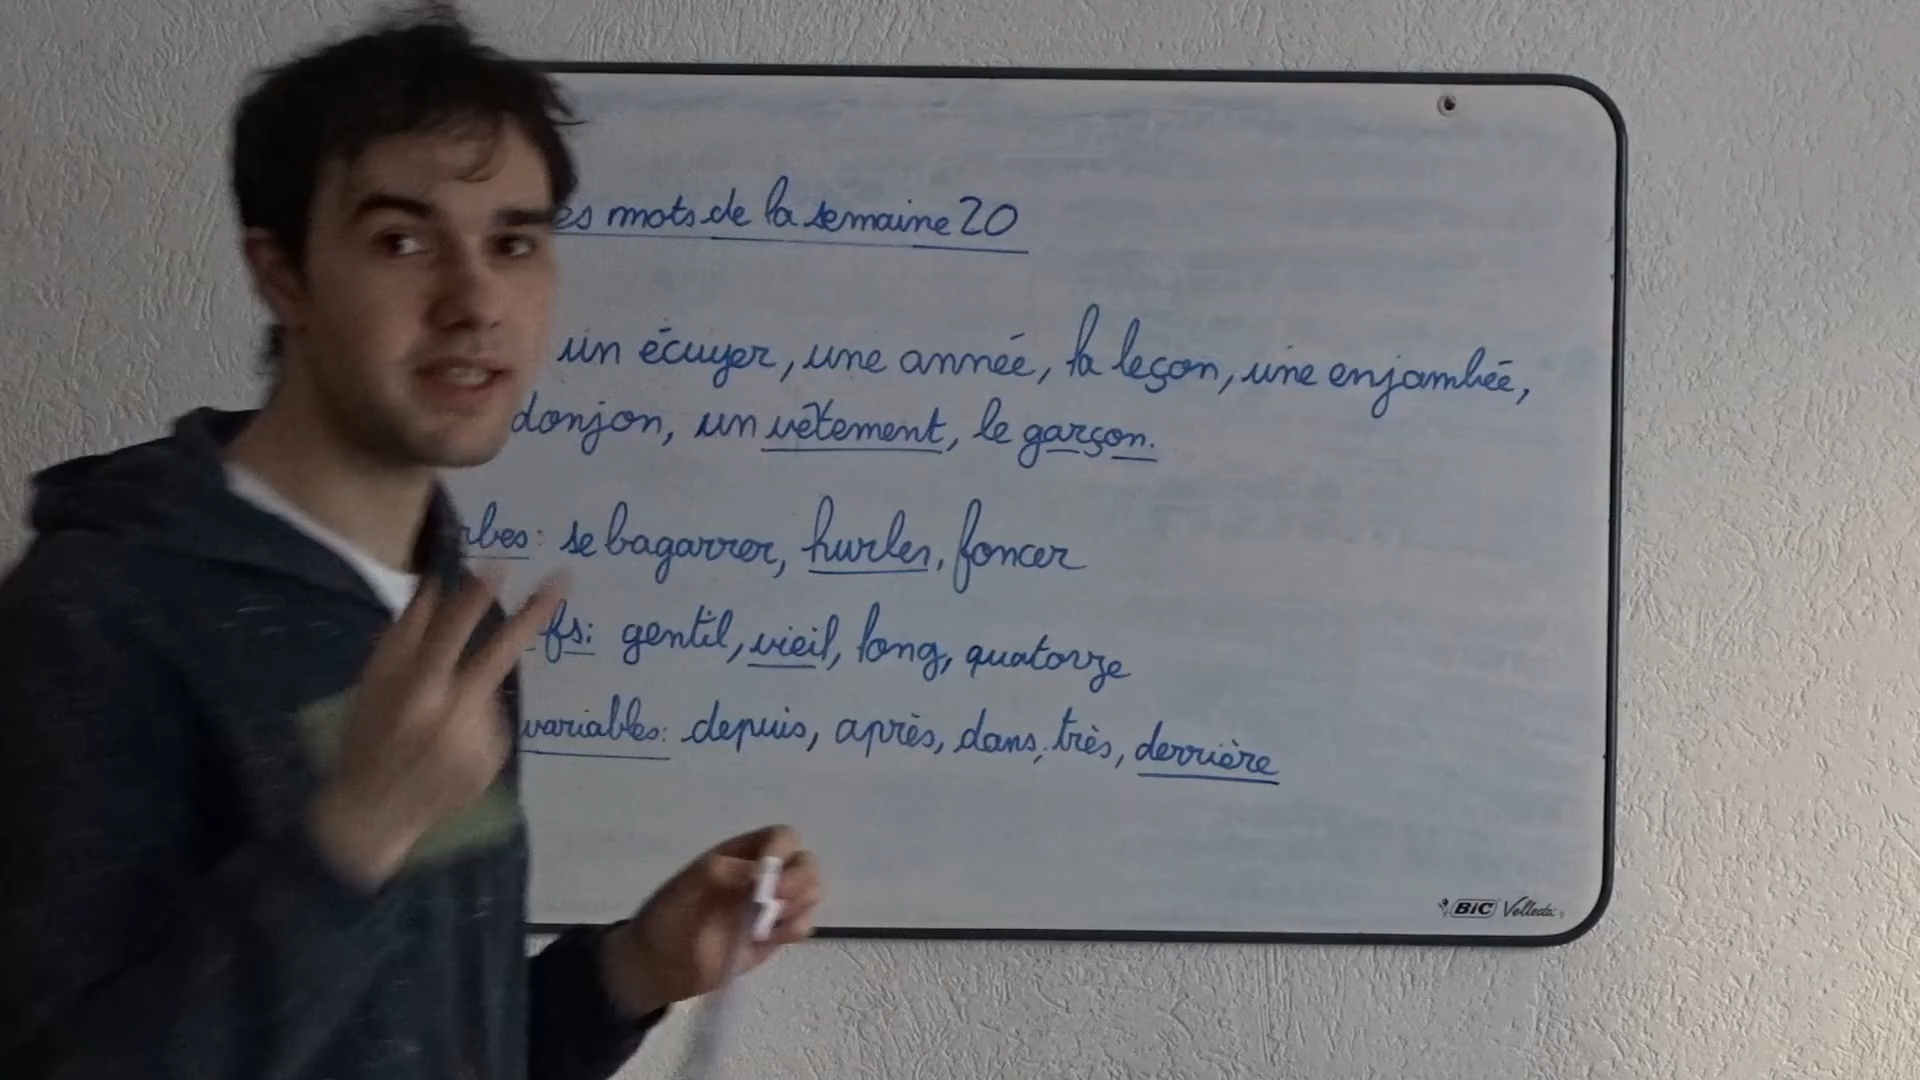 es mots de la semaine 20
un écuyer, une année, la leçon, une enjambée,
donjon, un vêtement, le garçon.
rbes: se bagarrer, hurler, foncer
fs: gentil, vieil, long, quatorze
variables: depuis, après, dans, très, derrière
BIC Velleda